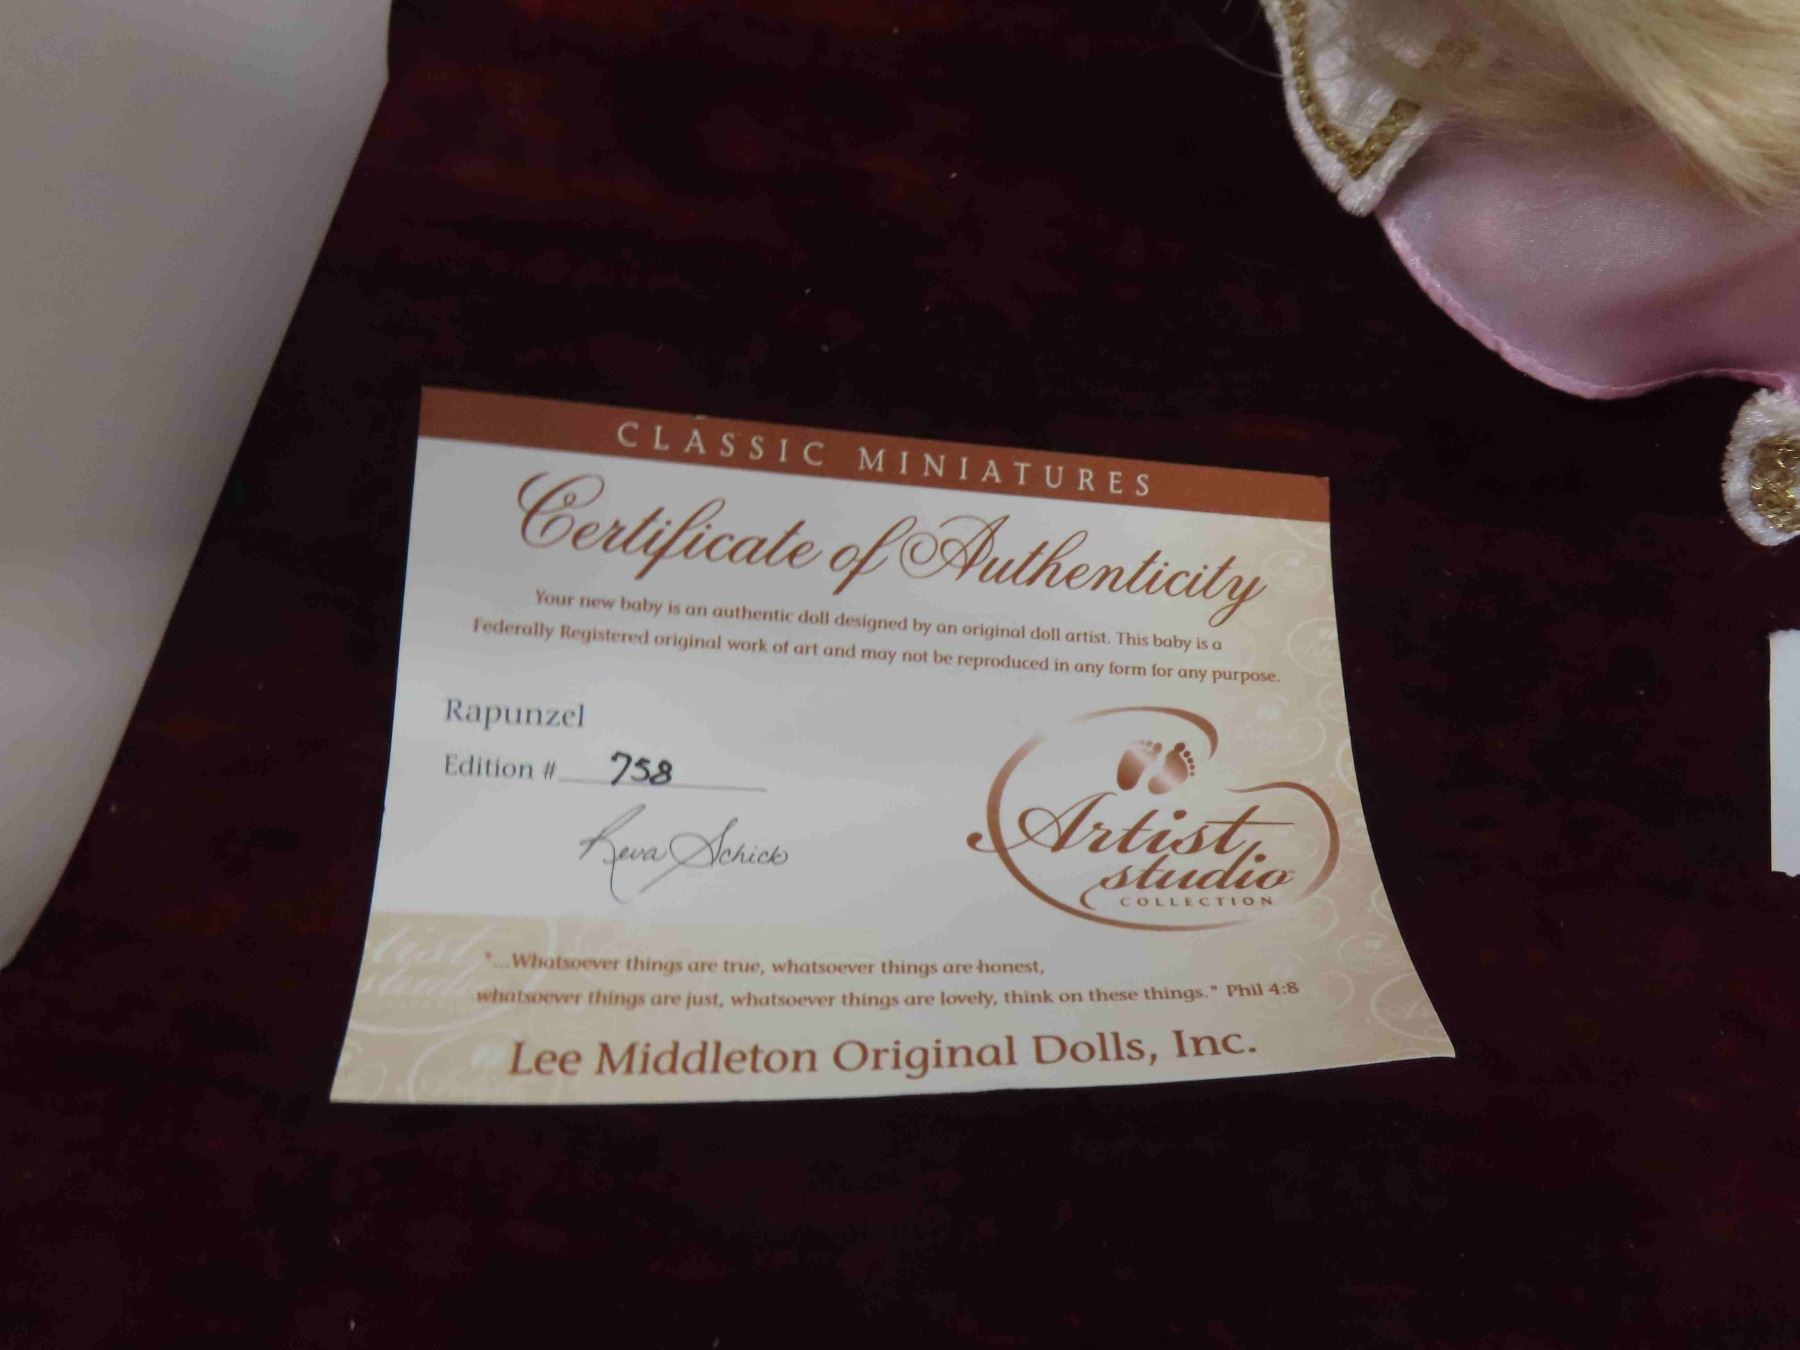 CLASSIC MINIATURES
Certificate of Authenticity
Your new baby is an authentic doll designed by an original doll artist. This baby is a
Federally Registered original work of art and may not be reproduced in any form for any purpose.
Rapunzel
Edition # 758
Reva Schick
Artist
studio
COLLECTION
"...Whatsoever things are true, whatsoever things are honest,
whatsoever things are just, whatsoever things are lovely, think on these things." Phil 4:8
Lee Middleton Original Dolls, Inc.